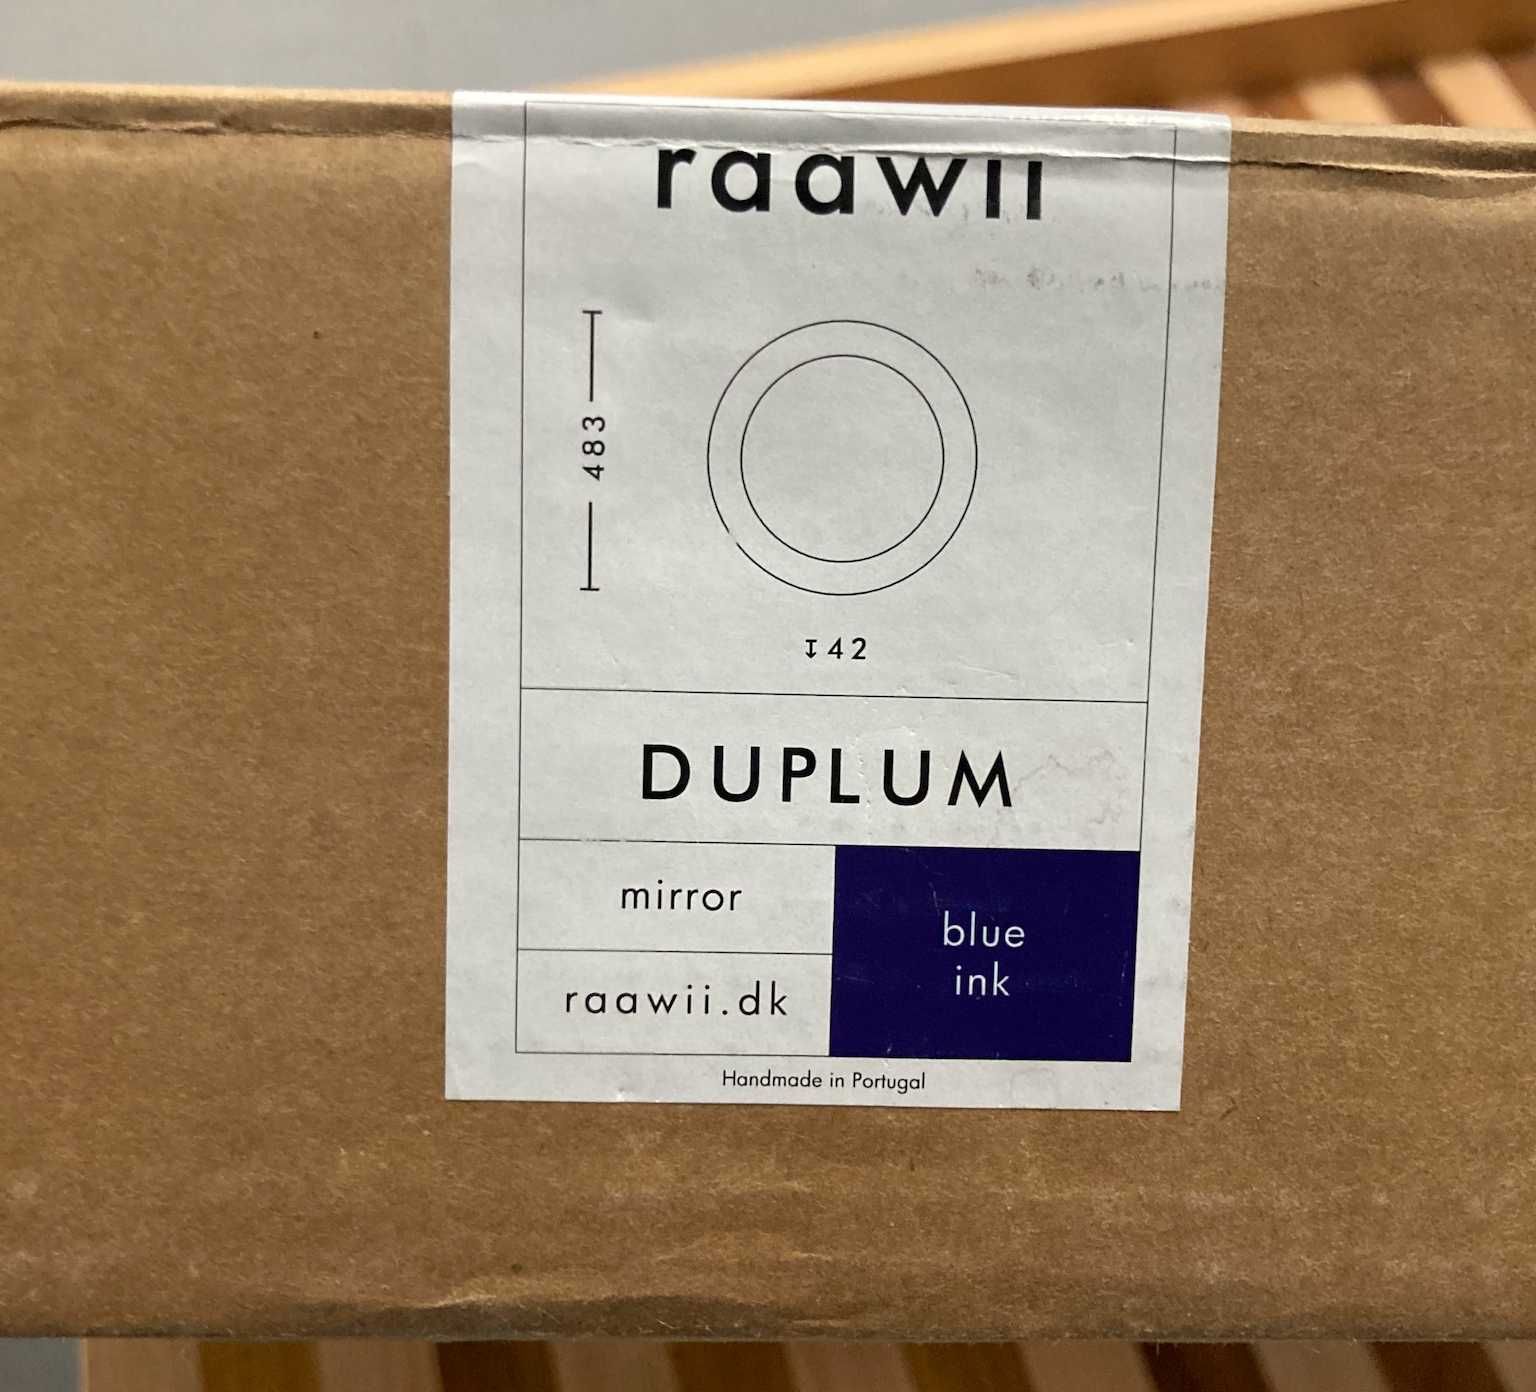 raawii
483
↧42
DUPLUM
mirror
blue
ink
raawii.dk
Handmade in Portugal